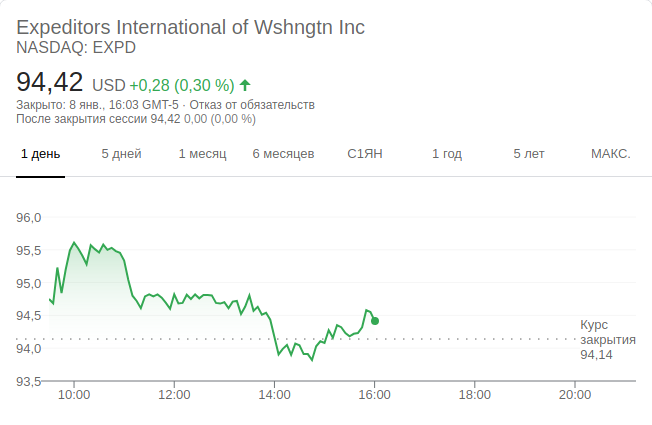 Expeditors International of Wshngtn Inc
NASDAQ: EXPD
94,42 USD +0,28 (0,30 %)
Закрыто: 8 янв., 16:03 GMT-5 · Отказ от обязательств
После закрытия сессии 94,42 0,00 (0,00 %)
1 день 5 дней 1 месяц 6 месяцев С1ЯН 1 год 5 лет МАКС.
96,0
95,5
95,0
94,5
94,0
93,5
Курс
закрытия
94,14
10:00 12:00 14:00 16:00 18:00 20:00